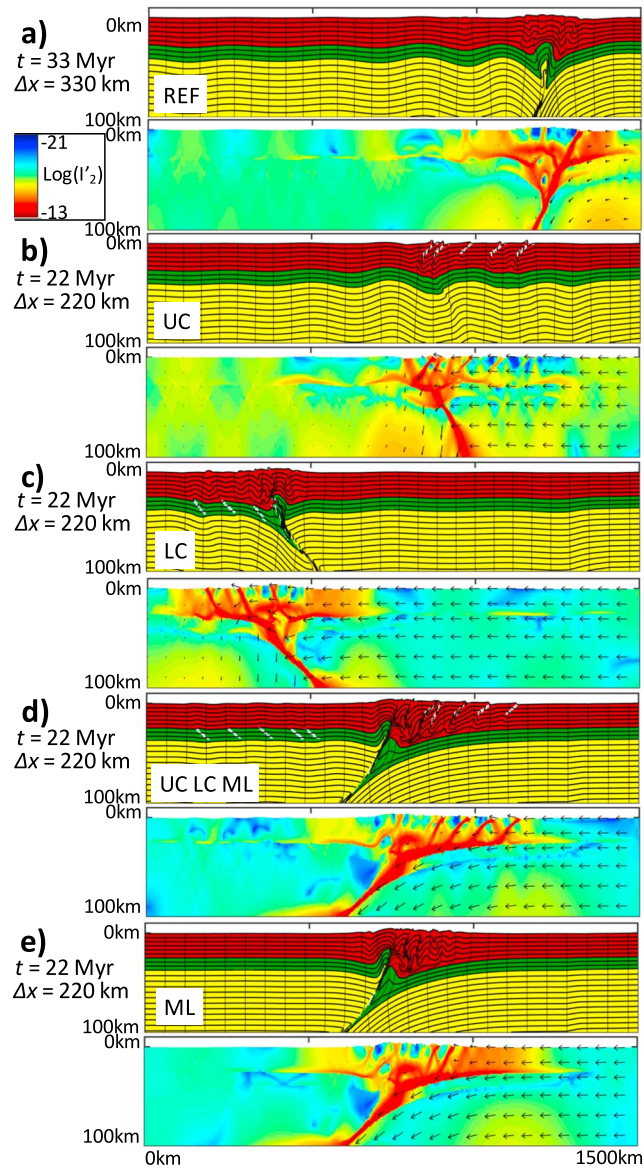 a)
0km
t = 33 Myr
Δx = 330 km
REF
100km
0km
-21
Log(I'₂)
-13
100km
b)
0km
t = 22 Myr
Δx = 220 km
UC
100km
0km
100km
c)
0km
t = 22 Myr
Δx = 220 km
LC
100km
0km
100km
d)
0km
t = 22 Myr
Δx = 220 km
UC LC ML
100km
0km
100km
e)
0km
t = 22 Myr
Δx = 220 km
ML
100km
0km
100km
0km 1500km